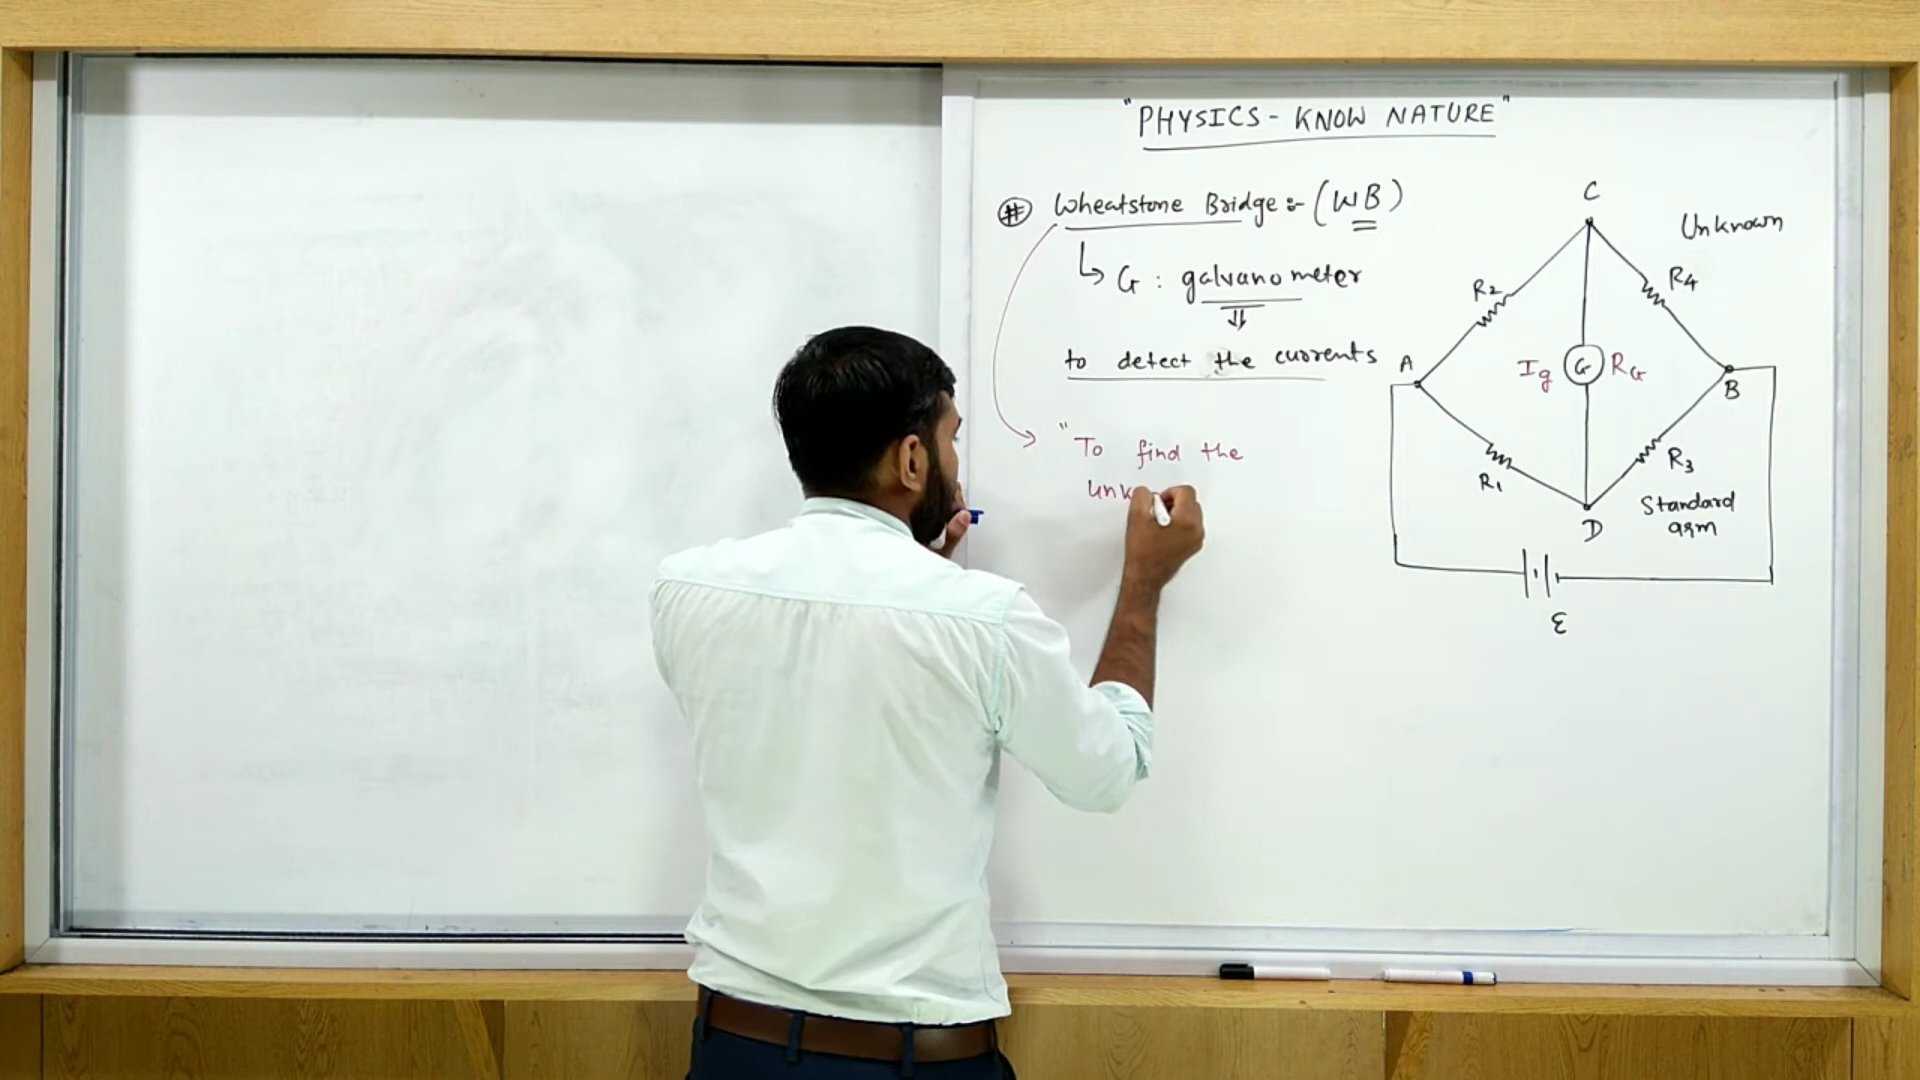 "PHYSICS - KNOW NATURE"
# Wheatstone Bridge :- (WB)
↳ G : galvanometer
⇓
to detect the currents
"To find the
unk
C
Unknown
R2
R4
A
Ig
G
RG
B
R1
R3
D
Standard
arm
ε